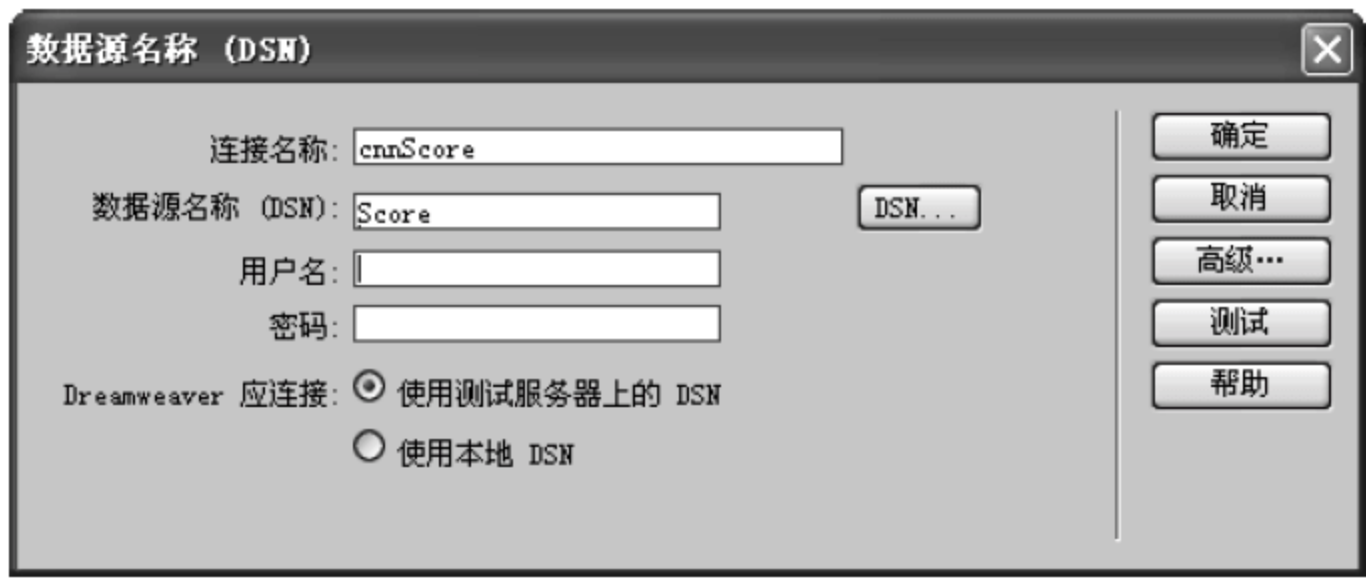 数据源名称 (DSN)
连接名称: cnnScore
数据源名称 (DSN): Score
DSN...
用户名:
密码:
Dreamweaver 应连接: 使用测试服务器上的 DSN
使用本地 DSN
确定
取消
高级…
测试
帮助